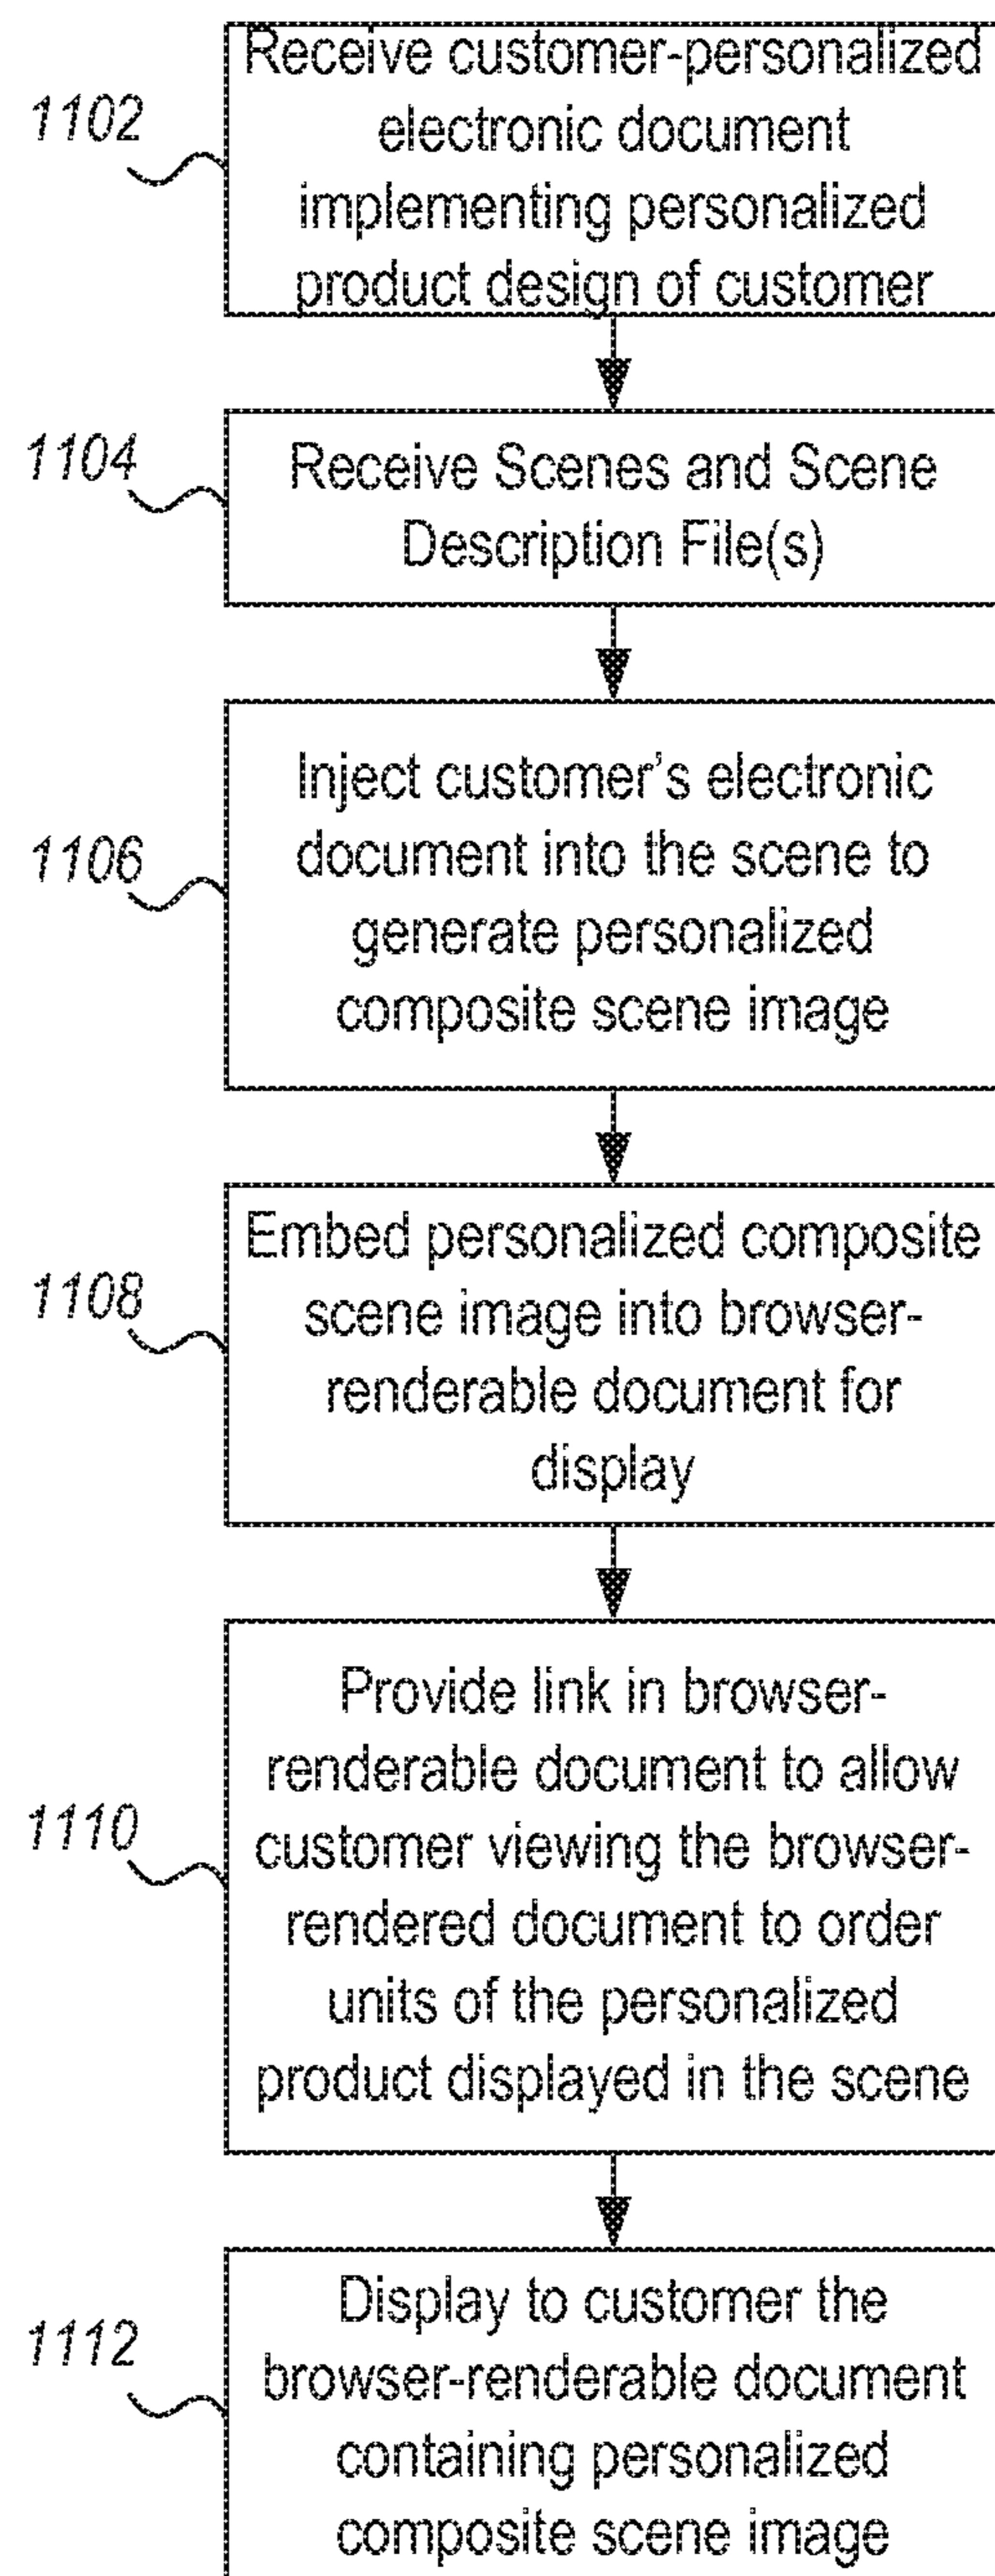 1102
Receive customer-personalized
electronic document
implementing personalized
product design of customer
1104
Receive Scenes and Scene
Description File(s)
1106
Inject customer's electronic
document into the scene to
generate personalized
composite scene image
1108
Embed personalized composite
scene image into browser-
renderable document for
display
1110
Provide link in browser-
renderable document to allow
customer viewing the browser-
rendered document to order
units of the personalized
product displayed in the scene
1112
Display to customer the
browser-renderable document
containing personalized
composite scene image